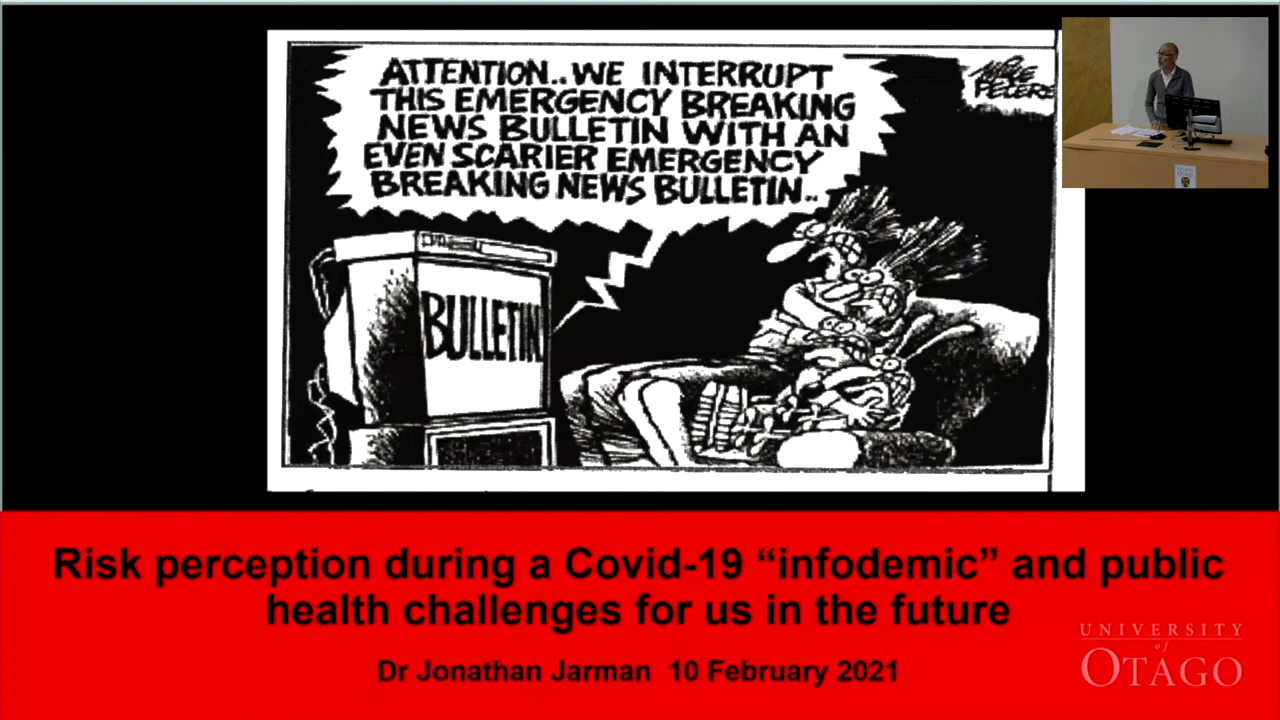 ATTENTION..WE INTERRUPT
THIS EMERGENCY BREAKING
NEWS BULLETIN WITH AN
EVEN SCARIER EMERGENCY
BREAKING NEWS BULLETIN..
BULLETIN
Risk perception during a Covid-19 “infodemic” and public
health challenges for us in the future
Dr Jonathan Jarman 10 February 2021
UNIVERSITY
of
OTAGO